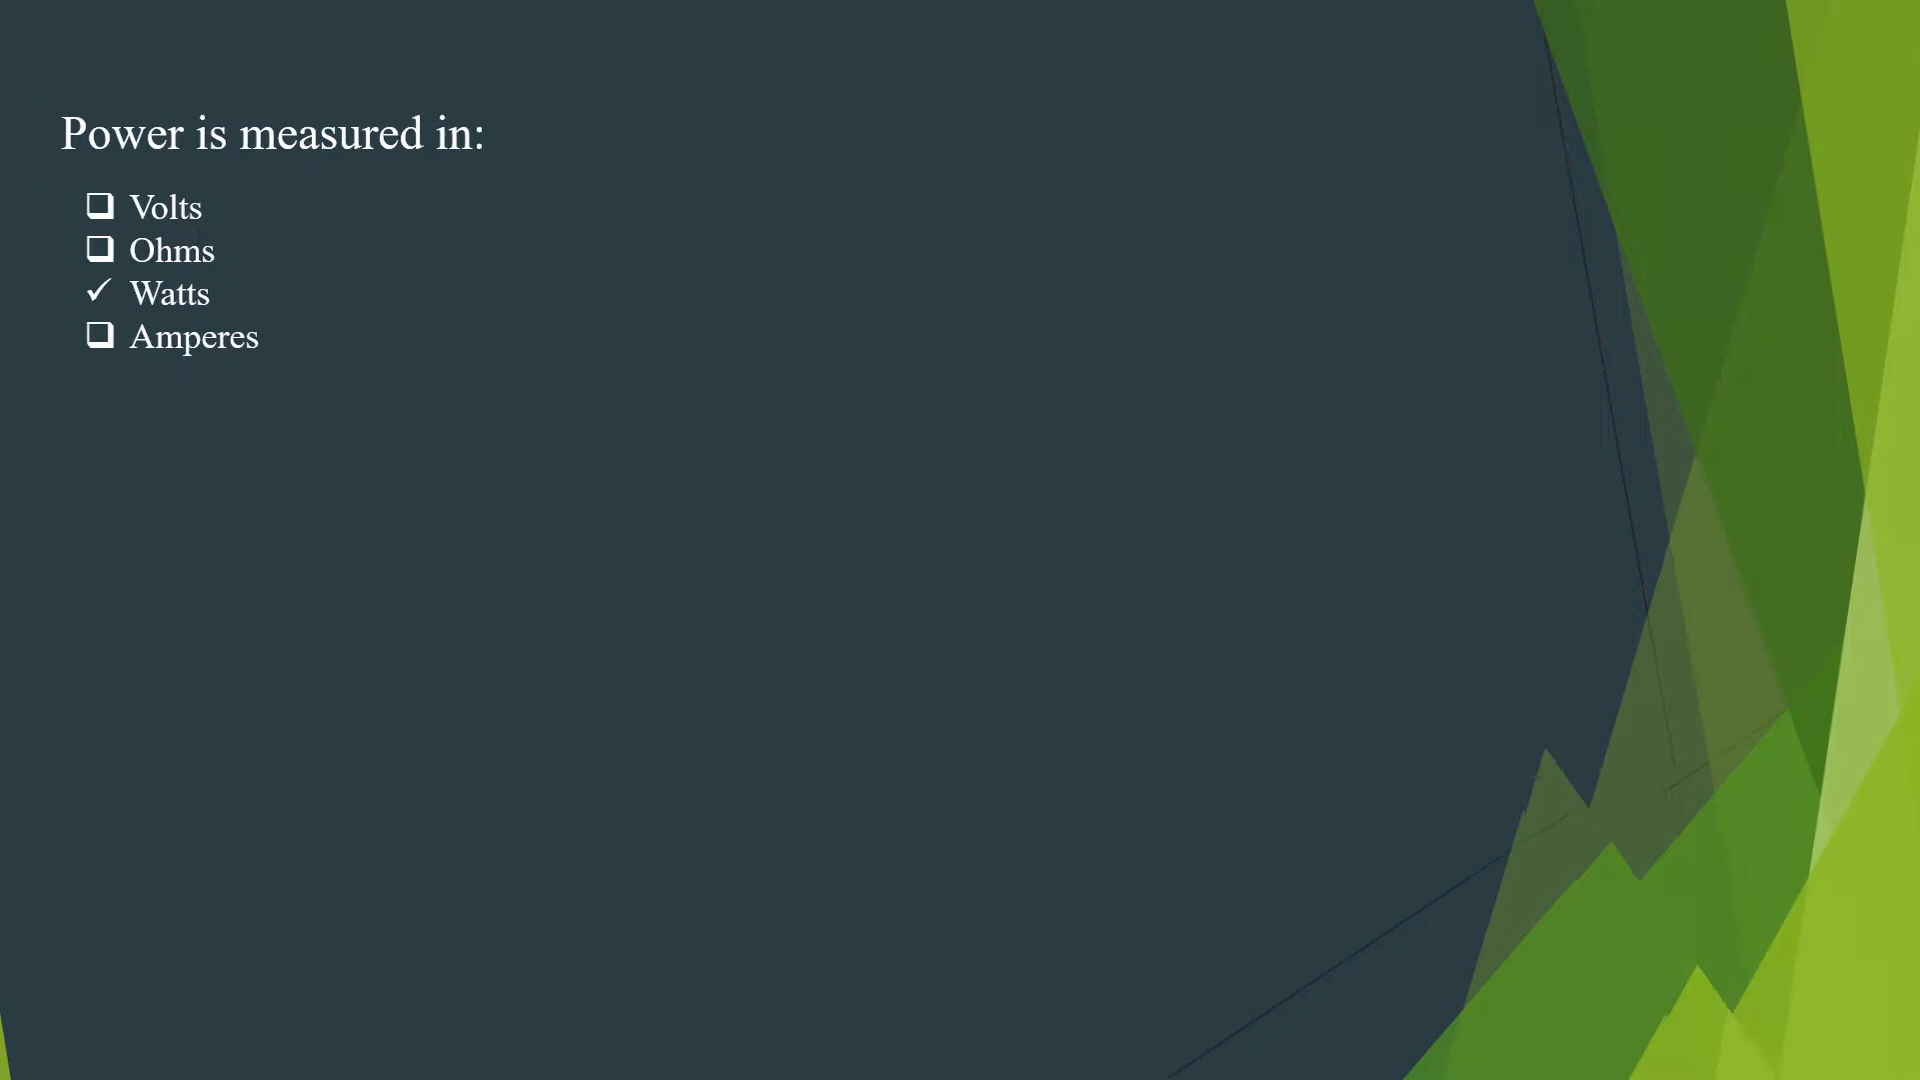 Power is measured in:
❑ Volts
❑ Ohms
✓ Watts
❑ Amperes